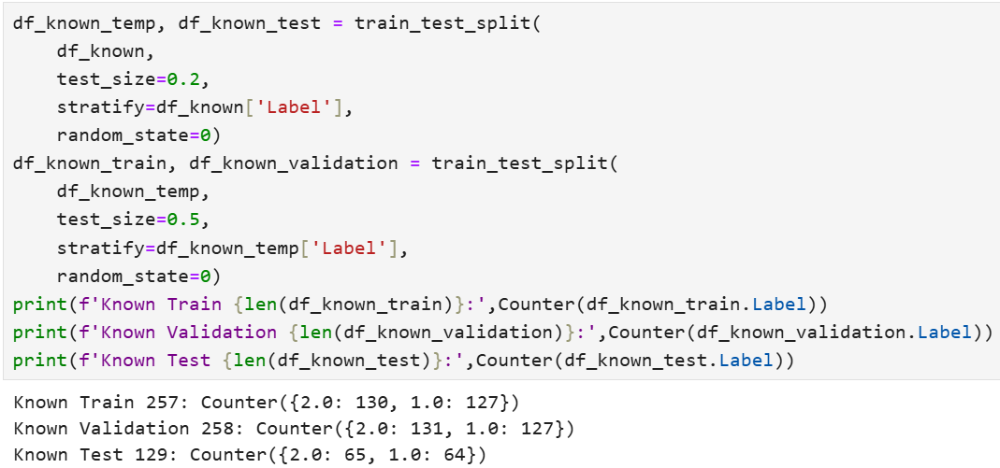 df_known_temp, df_known_test = train_test_split(
    df_known,
    test_size=0.2,
    stratify=df_known['Label'],
    random_state=0)
df_known_train, df_known_validation = train_test_split(
    df_known_temp,
    test_size=0.5,
    stratify=df_known_temp['Label'],
    random_state=0)
print(f'Known Train {len(df_known_train)}:',Counter(df_known_train.Label))
print(f'Known Validation {len(df_known_validation)}:',Counter(df_known_validation.Label))
print(f'Known Test {len(df_known_test)}:',Counter(df_known_test.Label))
Known Train 257: Counter({2.0: 130, 1.0: 127})
Known Validation 258: Counter({2.0: 131, 1.0: 127})
Known Test 129: Counter({2.0: 65, 1.0: 64})